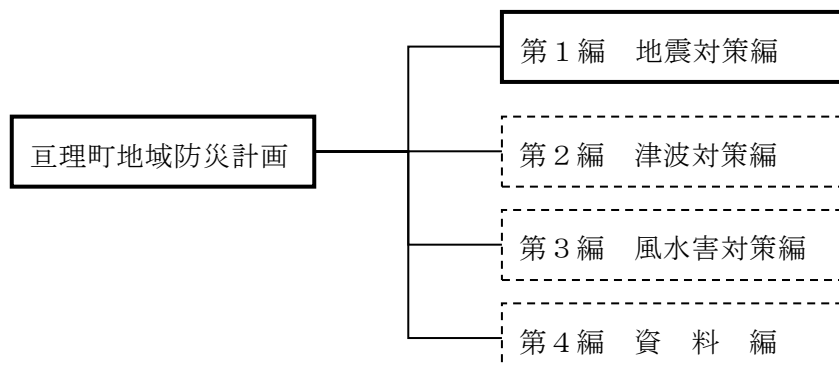 第１編　地震対策編
亘理町地域防災計画
第２編　津波対策編
第３編　風水害対策編
第４編　資　料　編